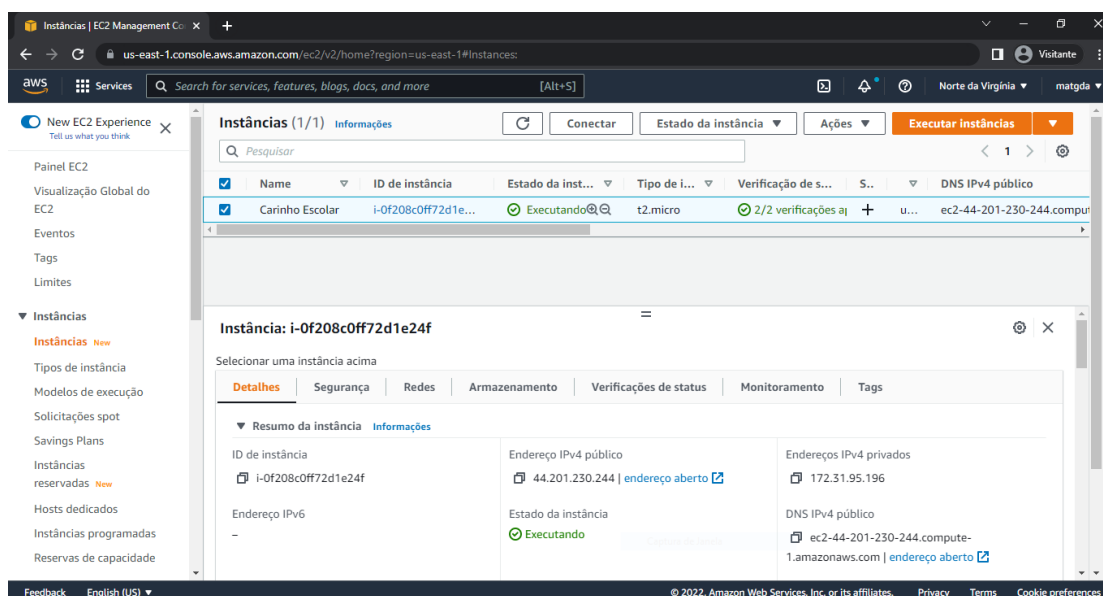 Instâncias | EC2 Management Co
us-east-1.console.aws.amazon.com/ec2/v2/home?region=us-east-1#Instances:
Visitante
aws
Services
Search for services, features, blogs, docs, and more
[Alt+S]
Norte da Virgínia
matgda
New EC2 Experience
Tell us what you think
Painel EC2
Visualização Global do
EC2
Eventos
Tags
Limites
Instâncias
Instâncias New
Tipos de instância
Modelos de execução
Solicitações spot
Savings Plans
Instâncias
reservadas New
Hosts dedicados
Instâncias programadas
Reservas de capacidade
Instâncias (1/1) Informações
Conectar
Estado da instância
Ações
Executar instâncias
Pesquisar
1
Name
ID de instância
Estado da inst...
Tipo de i...
Verificação de s...
S..
DNS IPv4 público
Carinho Escolar
i-0f208c0ff72d1e...
Executando
t2.micro
2/2 verificações ap
u...
ec2-44-201-230-244.comput
Instância: i-0f208c0ff72d1e24f
Selecionar uma instância acima
Detalhes
Segurança
Redes
Armazenamento
Verificações de status
Monitoramento
Tags
Resumo da instância Informações
ID de instância
i-0f208c0ff72d1e24f
Endereço IPv4 público
44.201.230.244 | endereço aberto
Endereços IPv4 privados
172.31.95.196
Endereço IPv6
–
Estado da instância
Executando
DNS IPv4 público
ec2-44-201-230-244.compute-
1.amazonaws.com | endereço aberto
Feedback
English (US)
© 2022, Amazon Web Services, Inc. or its affiliates.
Privacy
Terms
Cookie preferences